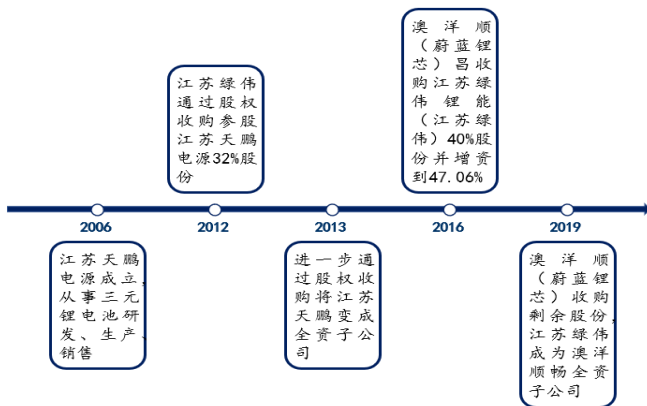 江苏绿伟
通过股权
收购参股
江苏天鹏
电源32%股
份
澳洋顺
（蔚蓝锂
芯）昌收
购江苏绿
伟锂能
（江苏绿
伟）40%股
份并增资
到47.06%
2006
2012
2013
2016
2019
江苏天鹏
电源成立，
从事三元
锂电池研
发、生产、
销售
进一步通
过股权收
购将江苏
天鹏变成
全资子公
司
澳洋顺
（蔚蓝锂
芯）收购
剩余股份，
江苏绿伟
成为澳洋
顺畅全资
子公司